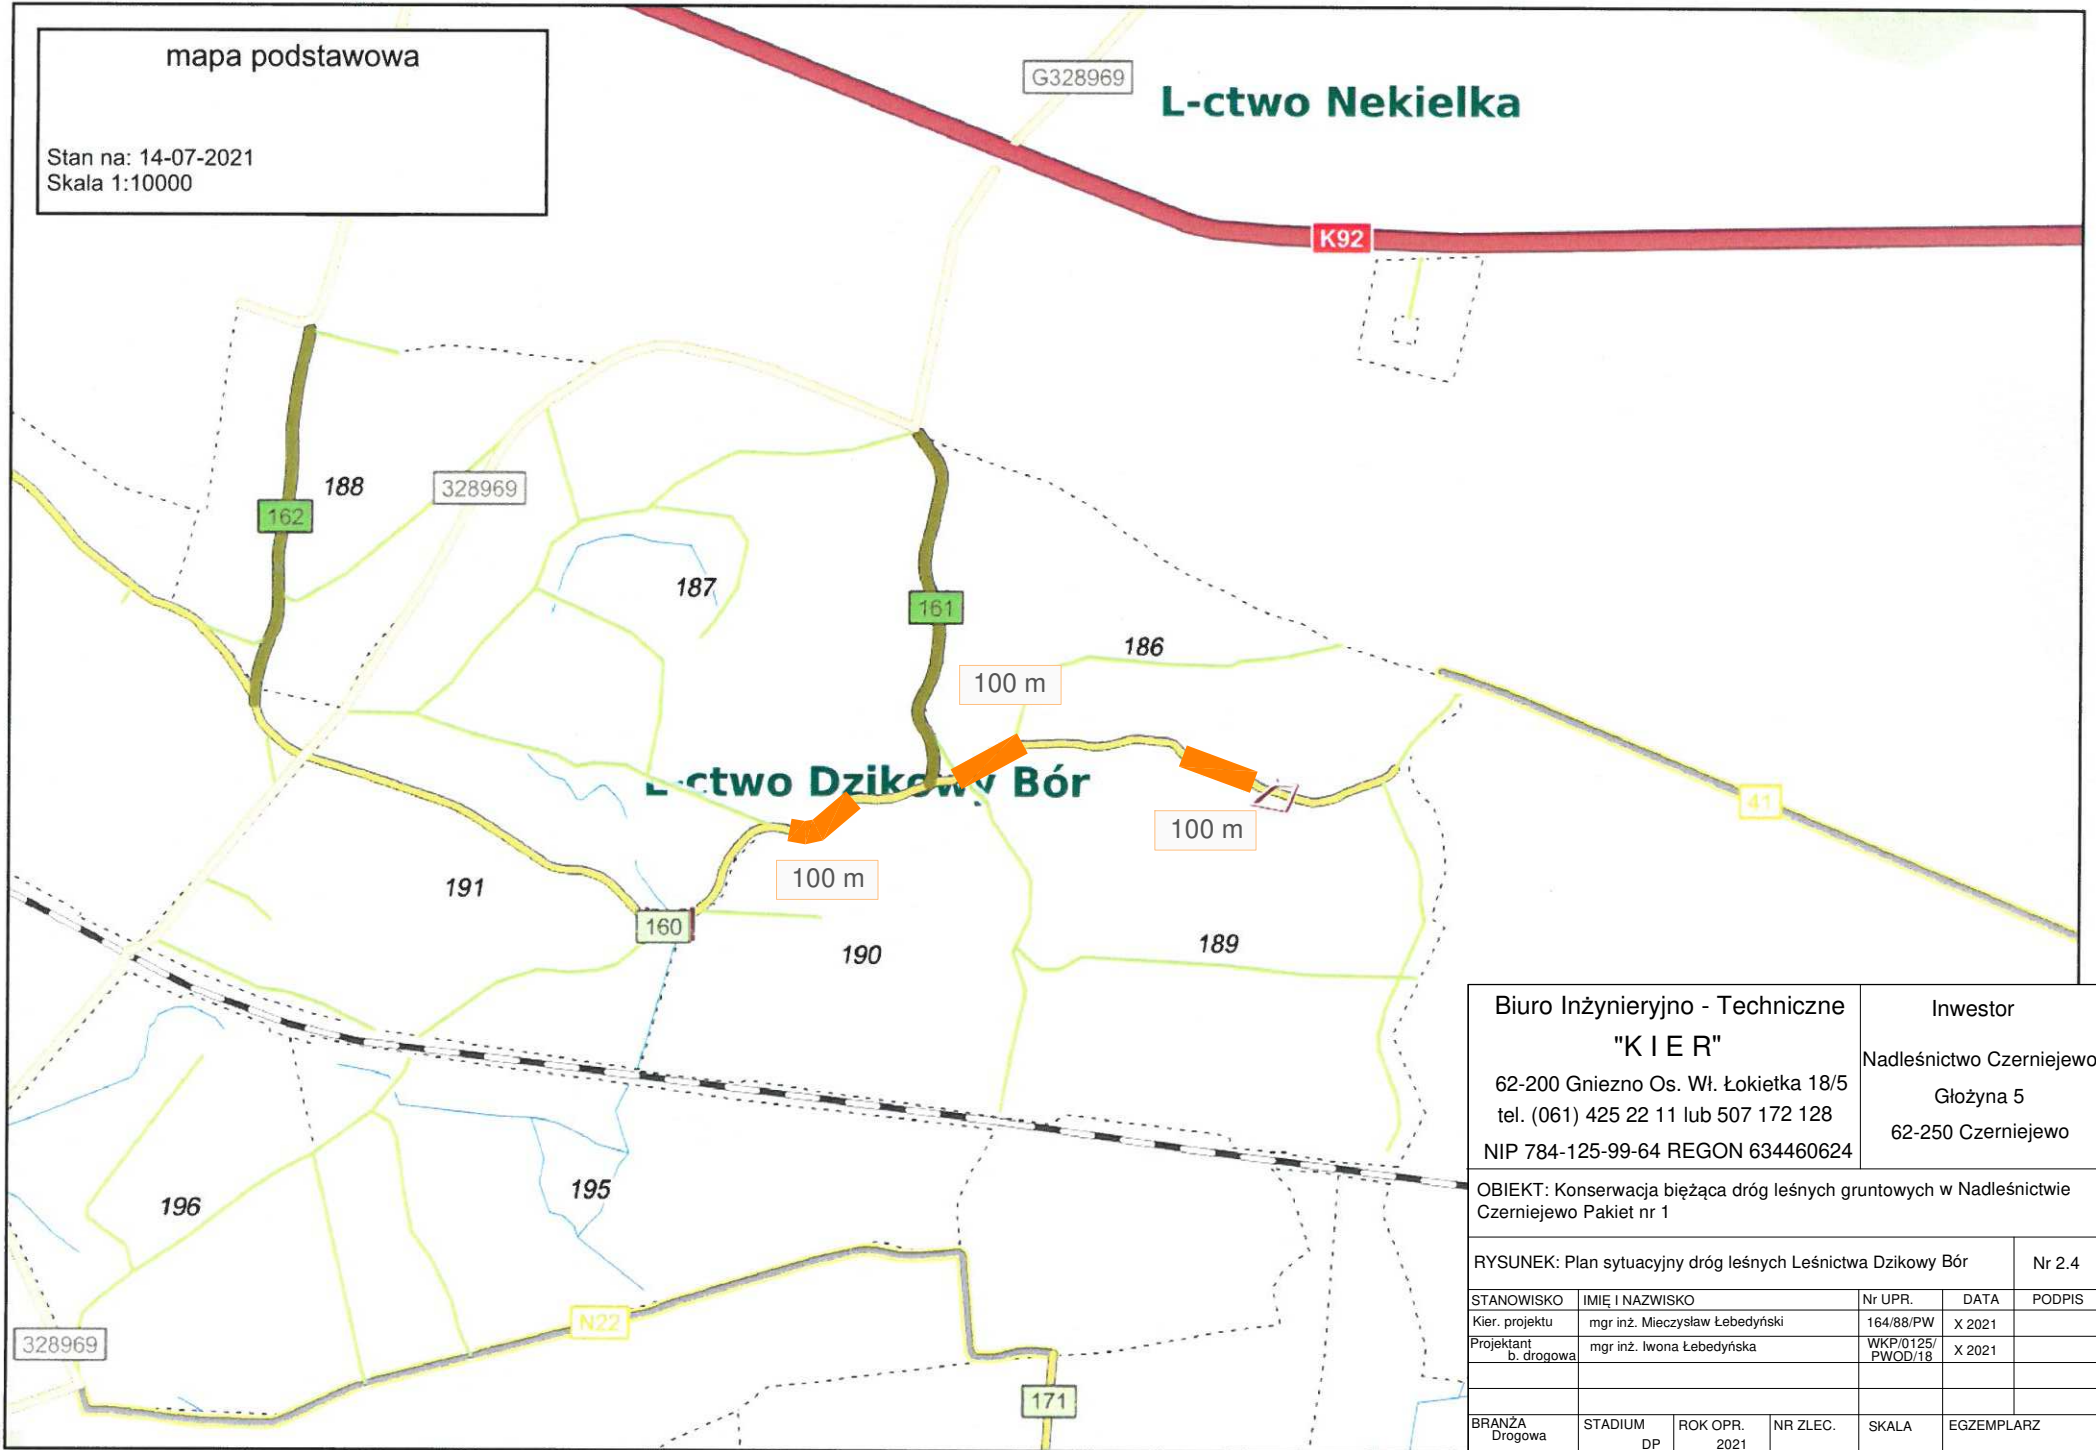 mapa podstawowa
Stan na: 14-07-2021
Skala 1:10000
G328969
L-ctwo Nekielka
K92
188
328969
162
187
161
186
100 m
L-ctwo Dzikowy Bór
100 m
41
100 m
191
160
190
189
196
195
N22
328969
171
Biuro Inżynieryjno - Techniczne
"K I E R"
62-200 Gniezno Os. Wł. Łokietka 18/5
tel. (061) 425 22 11 lub 507 172 128
NIP 784-125-99-64 REGON 634460624
Inwestor
Nadleśnictwo Czerniejewo
Głożyna 5
62-250 Czerniejewo
OBIEKT: Konserwacja bięząca dróg leśnych gruntowych w Nadleśnictwie
Czerniejewo Pakiet nr 1
RYSUNEK: Plan sytuacyjny dróg leśnych Leśnictwa Dzikowy Bór
Nr 2.4
STANOWISKO IMIĘ I NAZWISKO Nr UPR. DATA PODPIS
Kier. projektu mgr inż. Mieczysław Łebedyński 164/88/PW X 2021
Projektant b. drogowa mgr inż. Iwona Łebedyńska WKP/0125/PWOD/18 X 2021
BRANŻA STADIUM ROK OPR. NR ZLEC. SKALA EGZEMPLARZ
Drogowa DP 2021